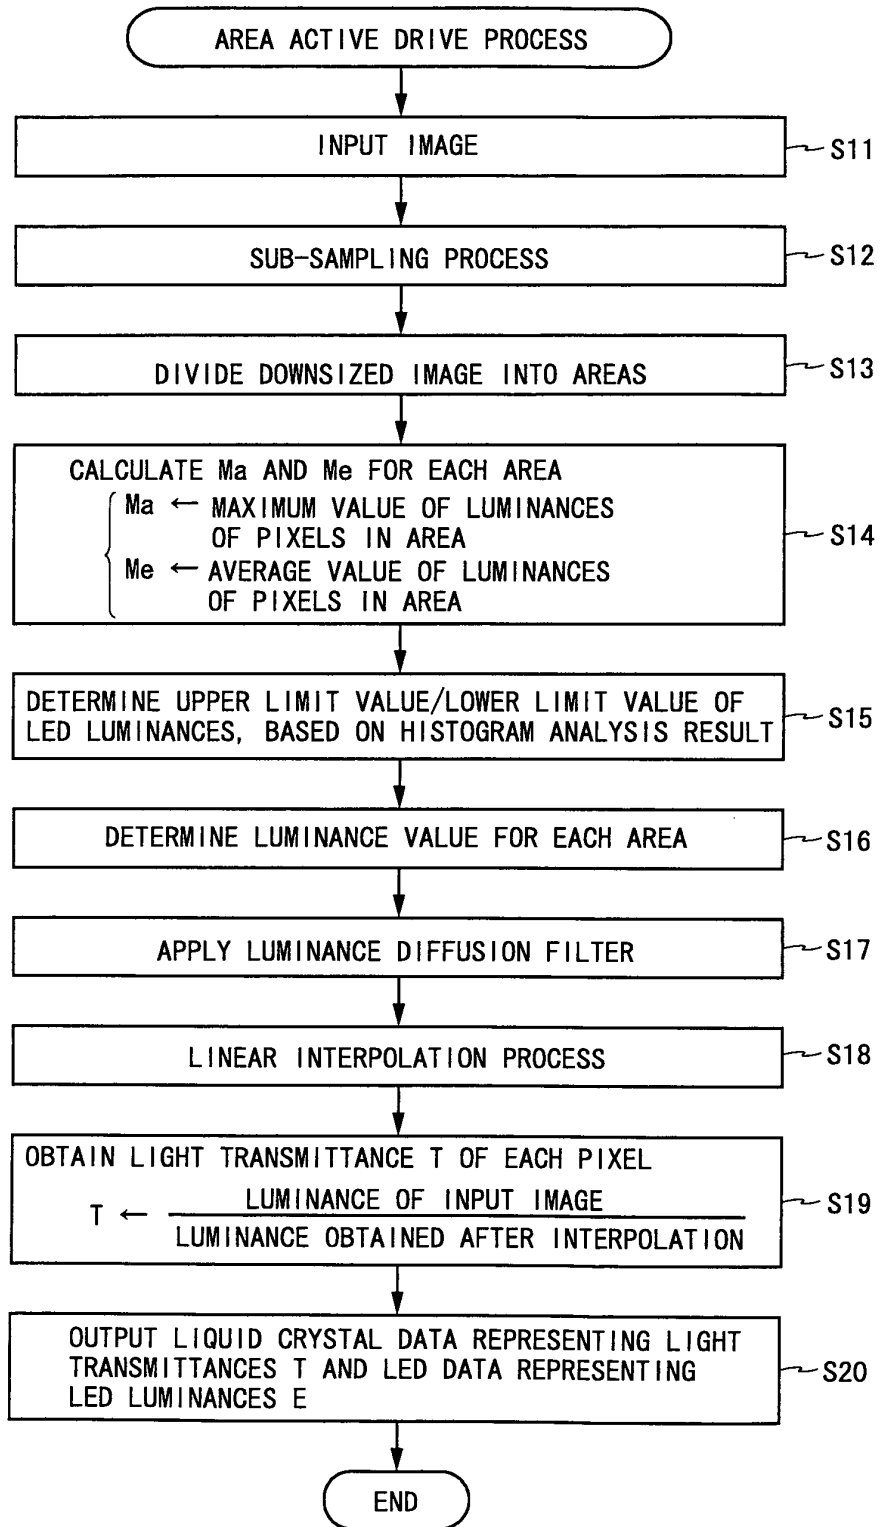 AREA ACTIVE DRIVE PROCESS
INPUT IMAGE
S11
SUB-SAMPLING PROCESS
S12
DIVIDE DOWNSIZED IMAGE INTO AREAS
S13
CALCULATE Ma AND Me FOR EACH AREA
Ma ← MAXIMUM VALUE OF LUMINANCES
OF PIXELS IN AREA
Me ← AVERAGE VALUE OF LUMINANCES
OF PIXELS IN AREA
S14
DETERMINE UPPER LIMIT VALUE/LOWER LIMIT VALUE OF
LED LUMINANCES, BASED ON HISTOGRAM ANALYSIS RESULT
S15
DETERMINE LUMINANCE VALUE FOR EACH AREA
S16
APPLY LUMINANCE DIFFUSION FILTER
S17
LINEAR INTERPOLATION PROCESS
S18
OBTAIN LIGHT TRANSMITTANCE T OF EACH PIXEL
LUMINANCE OF INPUT IMAGE
T ←
LUMINANCE OBTAINED AFTER INTERPOLATION
S19
OUTPUT LIQUID CRYSTAL DATA REPRESENTING LIGHT
TRANSMITTANCES T AND LED DATA REPRESENTING
LED LUMINANCES E
S20
END